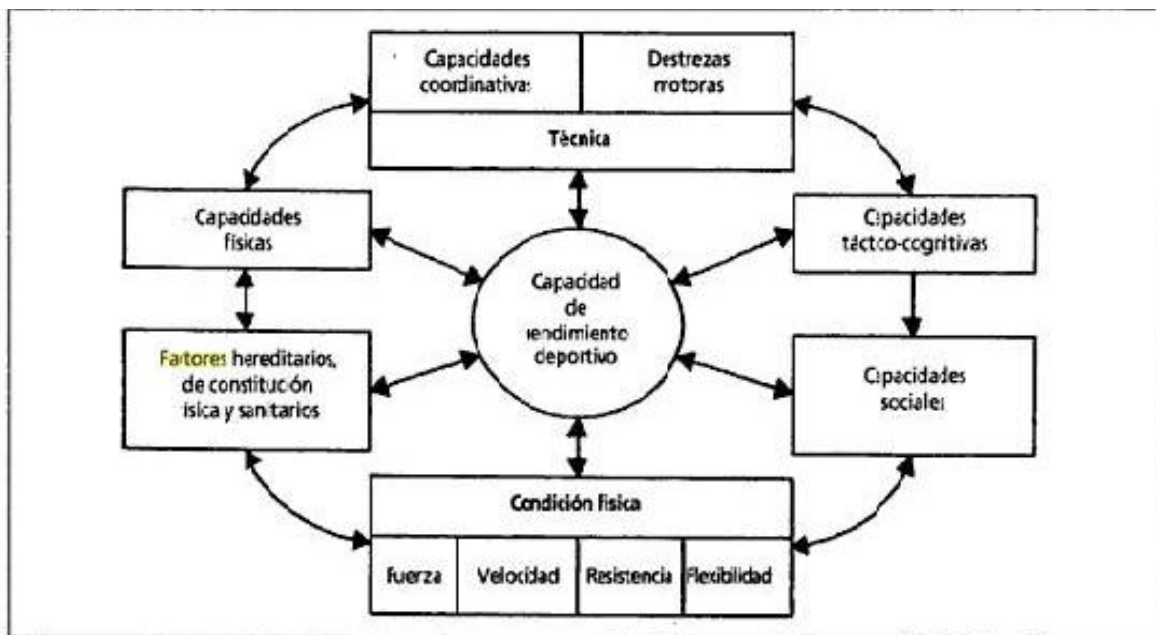 Capacidades
coordinativas
Destrezas
motoras
Técnica
Capacidades
físicas
Capacidades
táctco-cognitivas
Factores hereditarios,
de constitución
física y sanitarios
Capacidad
de
rendimiento
deportivo
Capacidades
sociales
Condición física
Fuerza
Velocidad
Resistencia
Flexibilidad